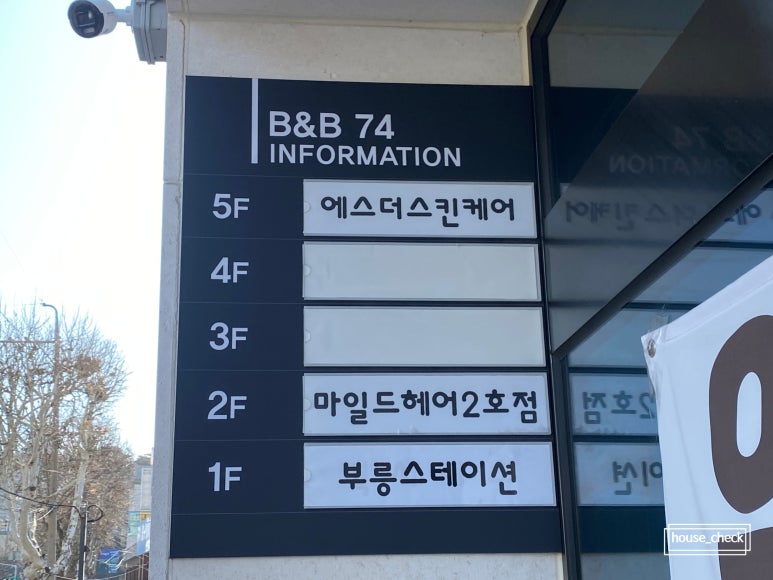 B&B 74
INFORMATION
5F 에스더스킨케어
4F
3F
2F 마일드헤어2호점
1F 부릉스테이션
house_check